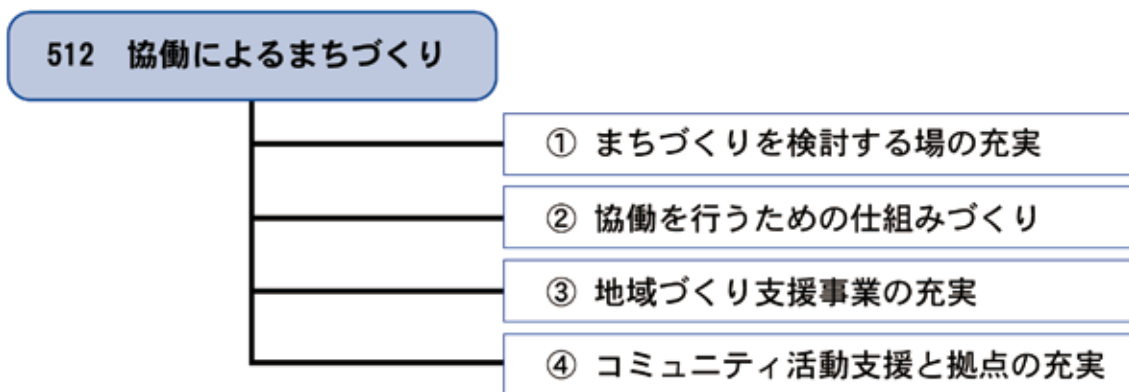 512　協働によるまちづくり
① まちづくりを検討する場の充実
② 協働を行うための仕組みづくり
③ 地域づくり支援事業の充実
④ コミュニティ活動支援と拠点の充実